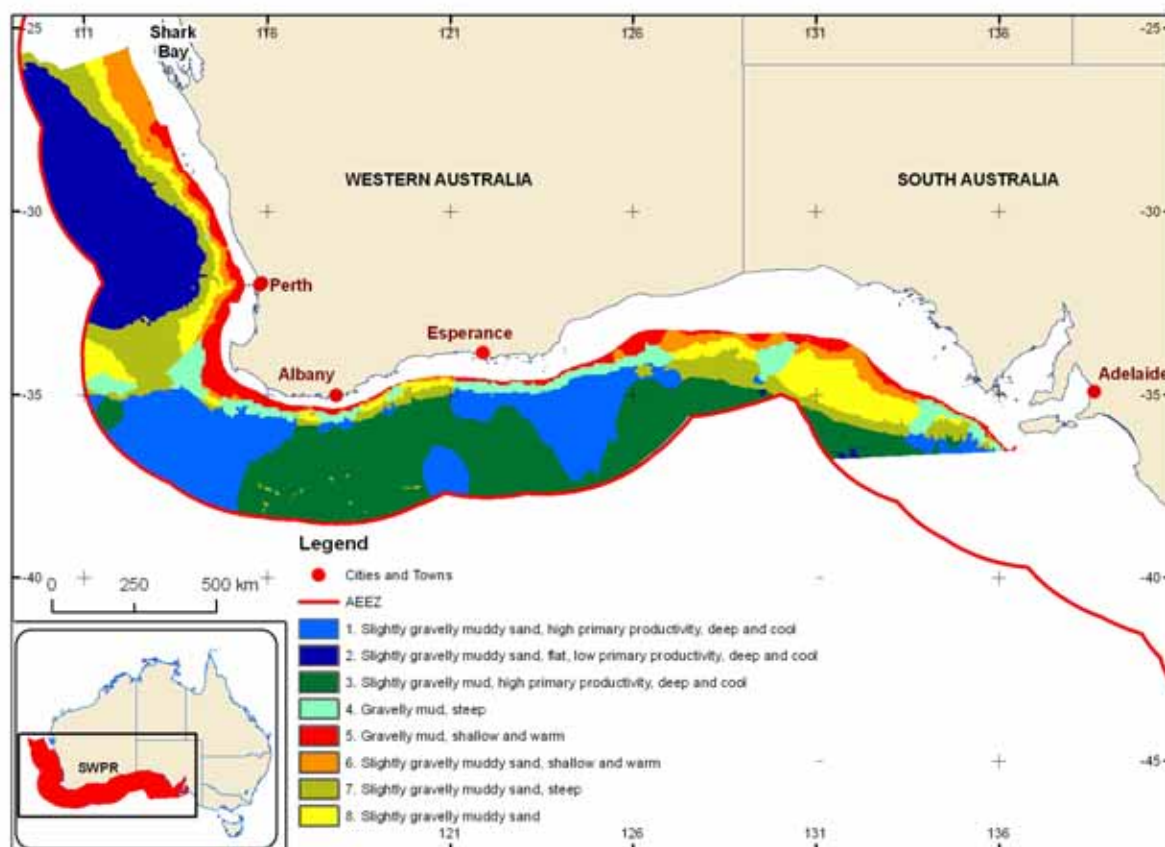 -25
111
Shark
Bay
116
121
126
131
136
-25
WESTERN AUSTRALIA
SOUTH AUSTRALIA
-30
-30
Perth
Esperance
Albany
Adelaide
-35
-35
Legend
-40
0 250 500 km
Cities and Towns
-40
AEEZ
1. Slightly gravelly muddy sand, high primary productivity, deep and cool
2. Slightly gravelly muddy sand, flat, low primary productivity, deep and cool
3. Slightly gravelly mud, high primary productivity, deep and cool
4. Gravelly mud, steep
5. Gravelly mud, shallow and warm
6. Slightly gravelly muddy sand, shallow and warm
7. Slightly gravelly muddy sand, steep
8. Slightly gravelly muddy sand
SWPR
-45
121
126
131
136